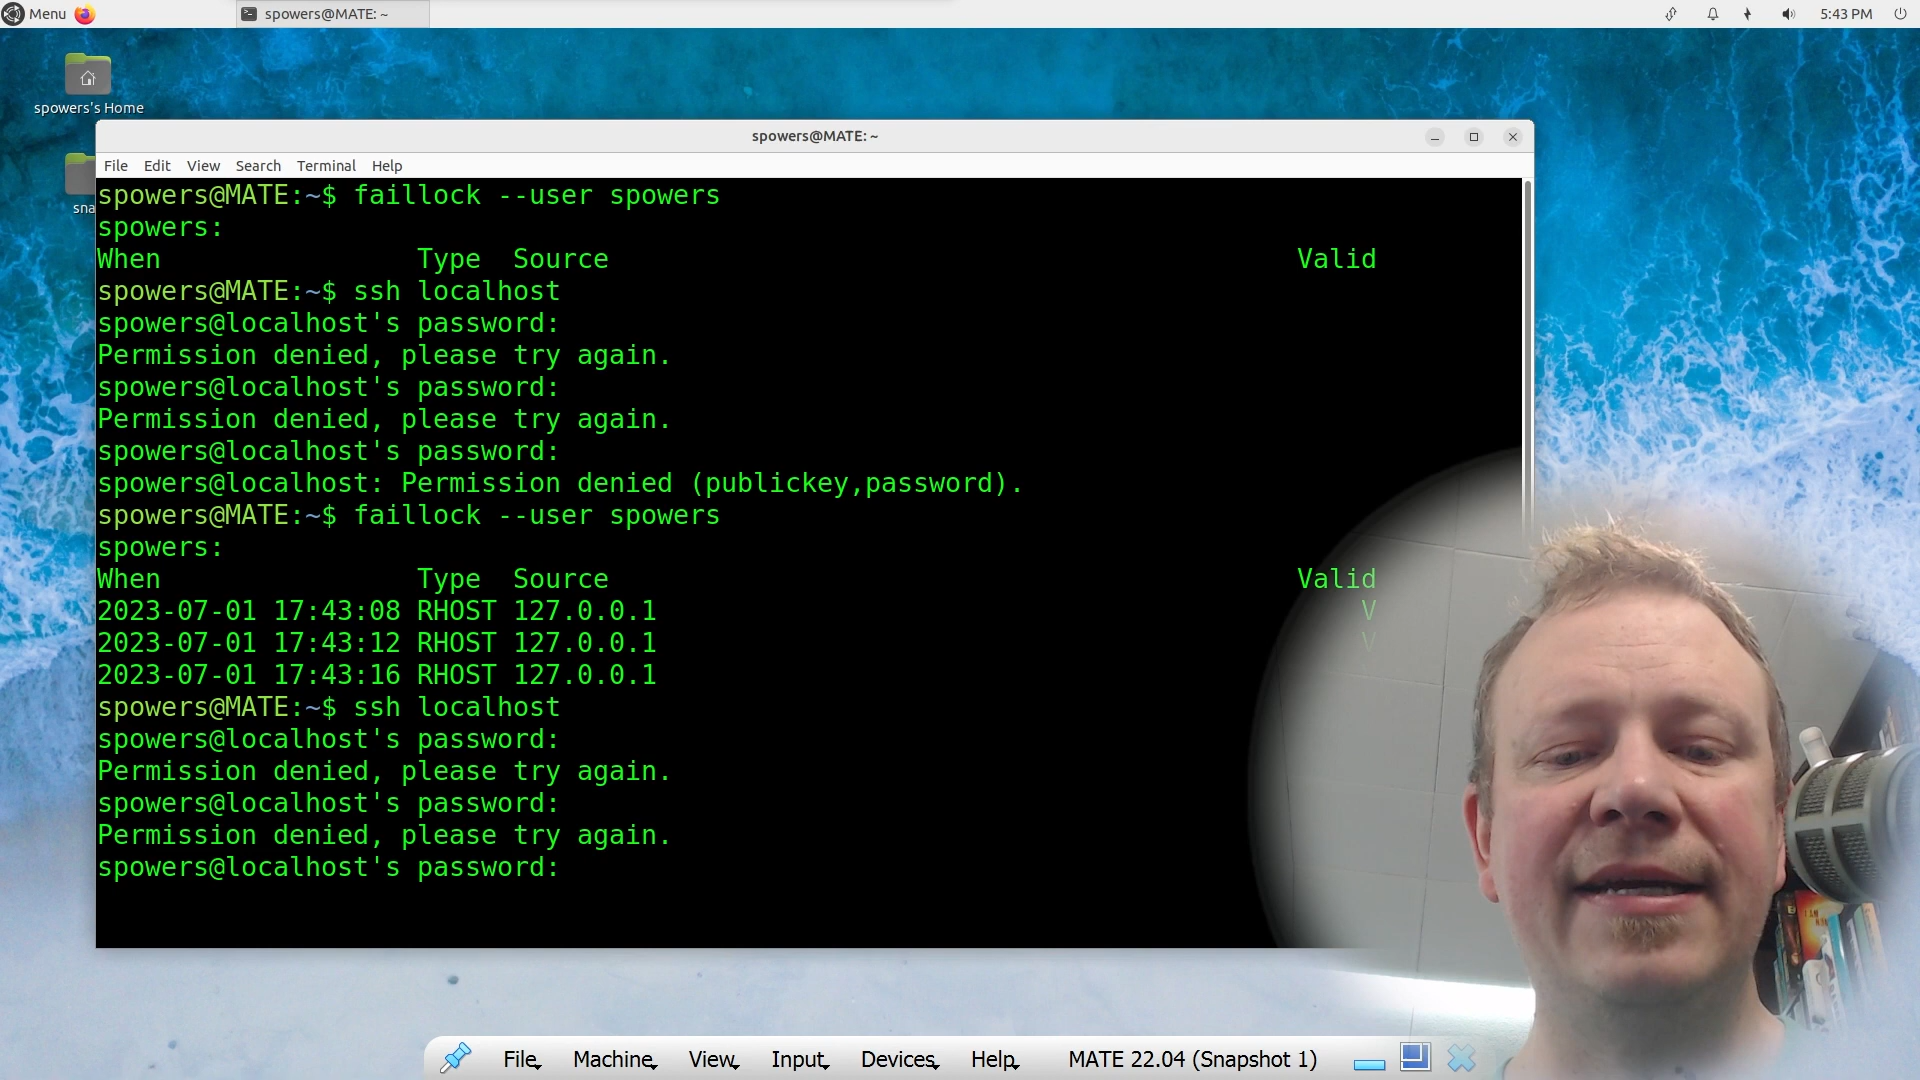 Menu
spowers@MATE: ~
5:43 PM
spowers's Home
sna
spowers@MATE: ~
File Edit View Search Terminal Help
spowers@MATE:~$ faillock --user spowers
spowers:
When Type Source Valid
spowers@MATE:~$ ssh localhost
spowers@localhost's password:
Permission denied, please try again.
spowers@localhost's password:
Permission denied, please try again.
spowers@localhost's password:
spowers@localhost: Permission denied (publickey,password).
spowers@MATE:~$ faillock --user spowers
spowers:
When Type Source Valid
2023-07-01 17:43:08 RHOST 127.0.0.1 V
2023-07-01 17:43:12 RHOST 127.0.0.1 V
2023-07-01 17:43:16 RHOST 127.0.0.1
spowers@MATE:~$ ssh localhost
spowers@localhost's password:
Permission denied, please try again.
spowers@localhost's password:
Permission denied, please try again.
spowers@localhost's password:
File Machine View Input Devices Help MATE 22.04 (Snapshot 1)